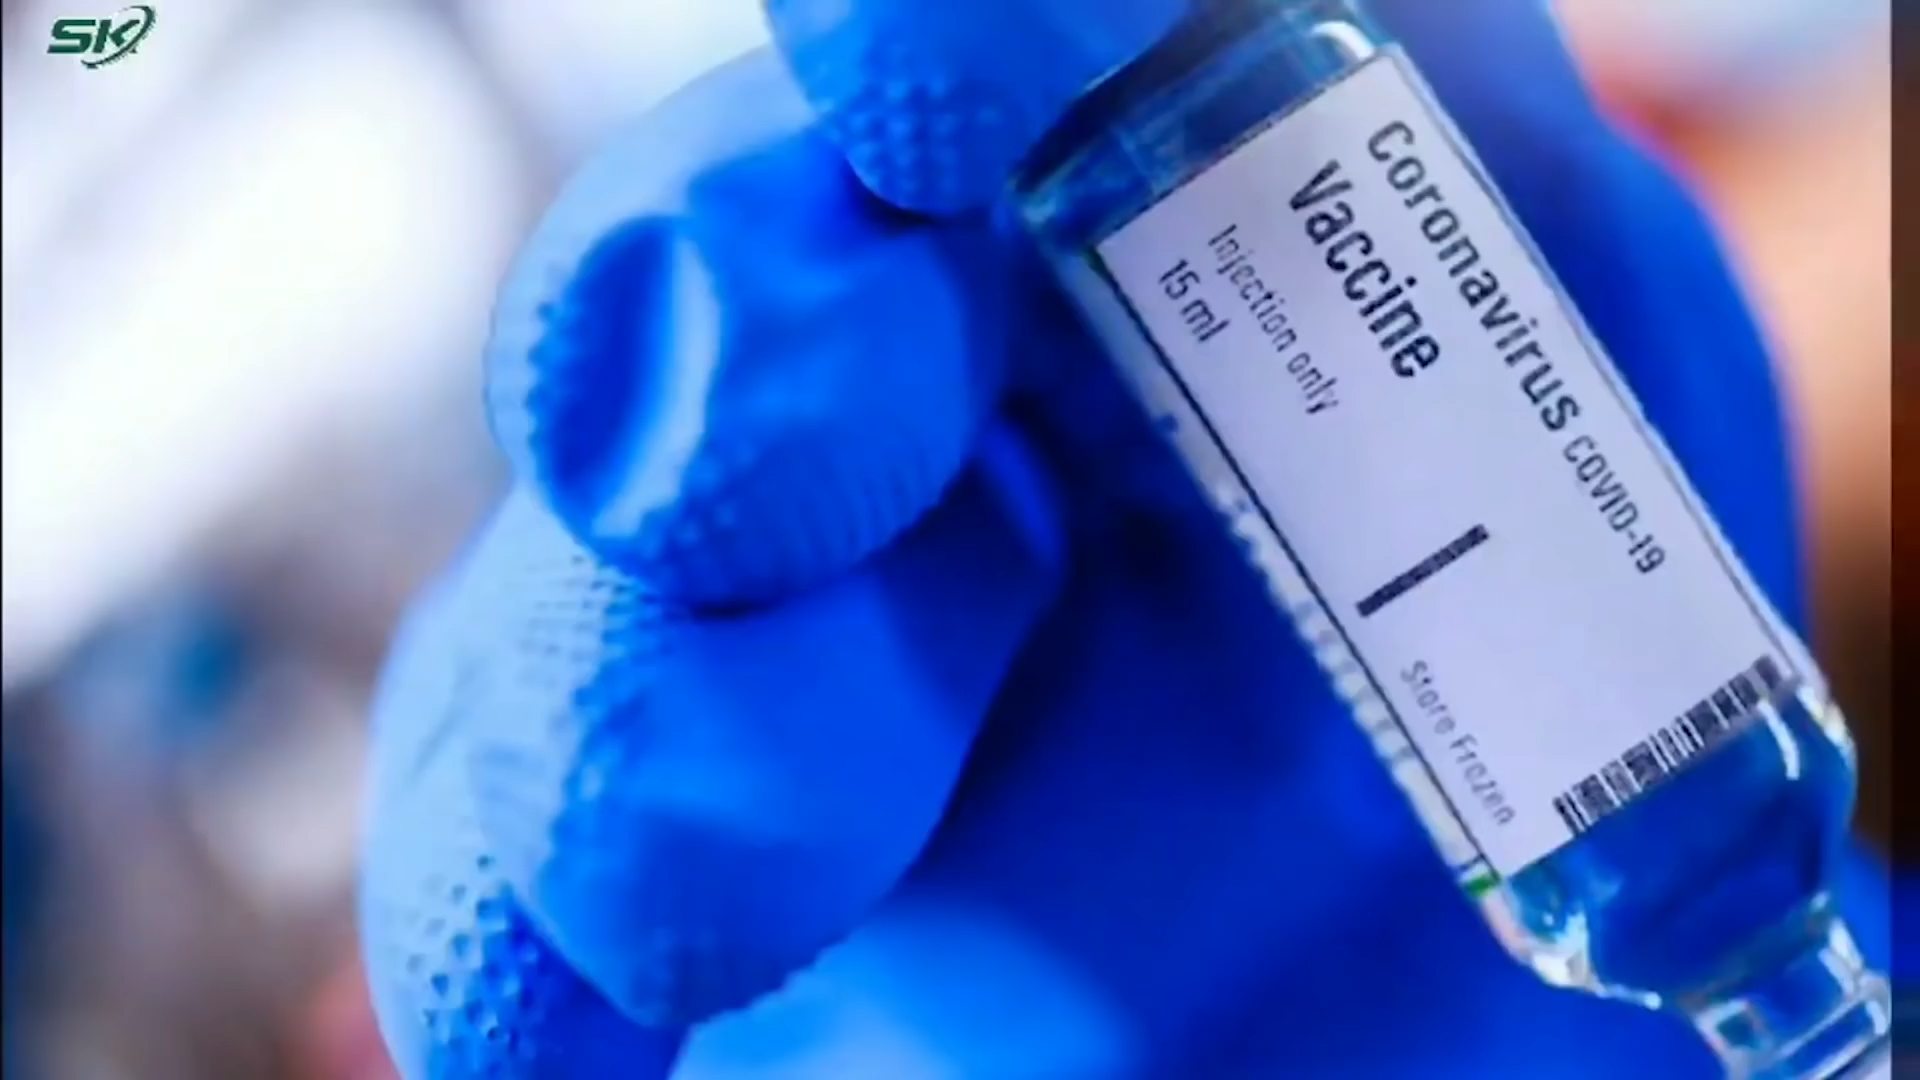 SK
Coronavirus COVID-19
Vaccine
Injection only
15 ml
Store Frozen